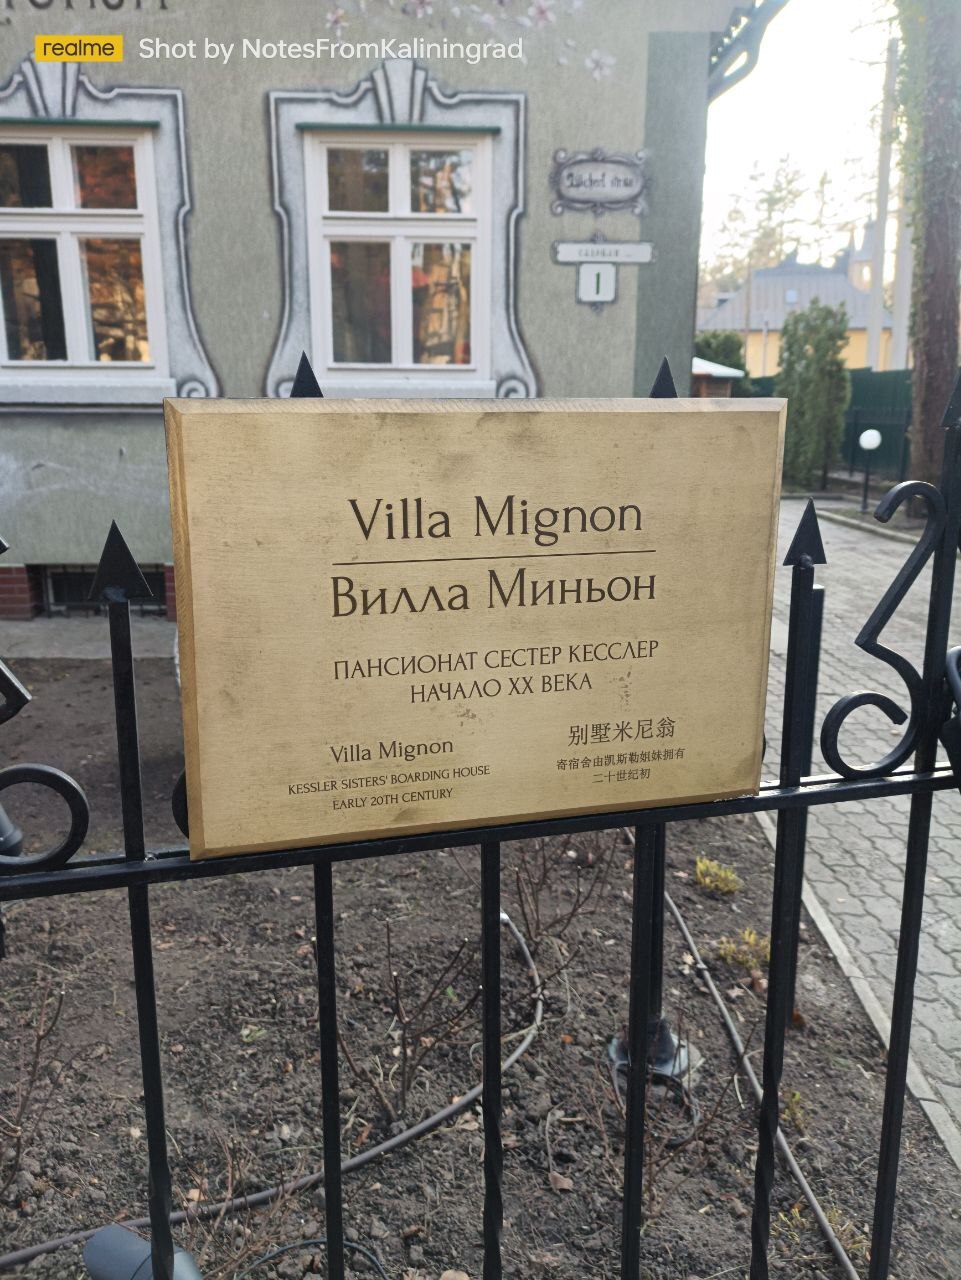 realme Shot by NotesFromKaliningrad
1
Villa Mignon
Вилла Миньон
ПАНСИОНАТ СЕСТЕР КЕССЛЕР
НАЧАЛО XX ВЕКА
Villa Mignon
KESSLER SISTERS' BOARDING HOUSE
EARLY 20TH CENTURY
别墅米尼翁
寄宿舍由凯斯勒姐妹拥有
二十世纪初